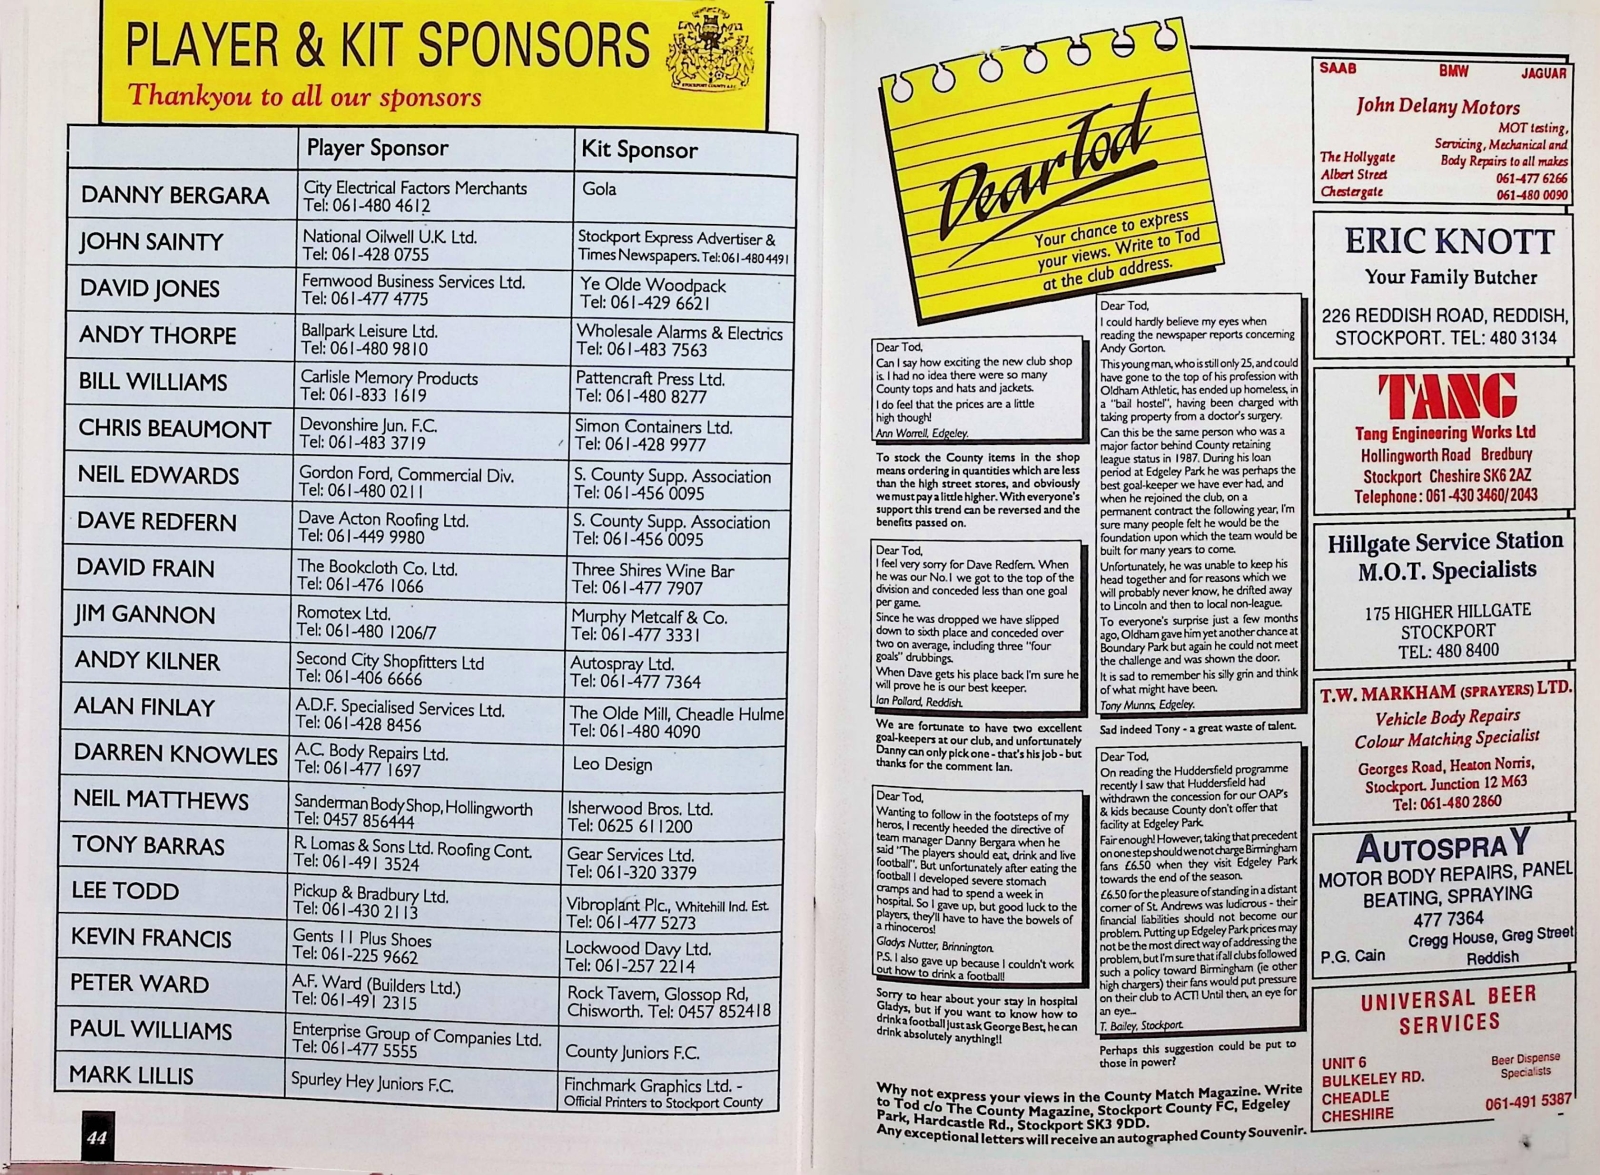 PLAYER & KIT SPONSORS
Thankyou to all our sponsors
STOCKPORT COUNTY A.F.C.
Player Sponsor
Kit Sponsor
DANNY BERGARA
City Electrical Factors Merchants
Tel: 061-480 4612
Gola
JOHN SAINTY
National Oilwell U.K. Ltd.
Tel: 061-428 0755
Stockport Express Advertiser &
Times Newspapers. Tel: 061-480 4491
DAVID JONES
Fernwood Business Services Ltd.
Tel: 061-477 4775
Ye Olde Woodpack
Tel: 061-429 6621
ANDY THORPE
Ballpark Leisure Ltd.
Tel: 061-480 9810
Wholesale Alarms & Electrics
Tel: 061-483 7563
BILL WILLIAMS
Carlisle Memory Products
Tel: 061-833 1619
Pattencraft Press Ltd.
Tel: 061-480 8277
CHRIS BEAUMONT
Devonshire Jun. F.C.
Tel: 061-483 3719
Simon Containers Ltd.
Tel: 061-428 9977
NEIL EDWARDS
Gordon Ford, Commercial Div.
Tel: 061-480 0211
S. County Supp. Association
Tel: 061-456 0095
DAVE REDFERN
Dave Acton Roofing Ltd.
Tel: 061-449 9980
S. County Supp. Association
Tel: 061-456 0095
DAVID FRAIN
The Bookcloth Co. Ltd.
Tel: 061-476 1066
Three Shires Wine Bar
Tel: 061-477 7907
JIM GANNON
Romotex Ltd.
Tel: 061-480 1206/7
Murphy Metcalf & Co.
Tel: 061-477 3331
ANDY KILNER
Second City Shopfitters Ltd
Tel: 061-406 6666
Autospray Ltd.
Tel: 061-477 7364
ALAN FINLAY
A.D.F. Specialised Services Ltd.
Tel: 061-428 8456
The Olde Mill, Cheadle Hulme
Tel: 061-480 4090
DARREN KNOWLES
A.C. Body Repairs Ltd.
Tel: 061-477 1697
Leo Design
NEIL MATTHEWS
Sanderman Body Shop, Hollingworth
Tel: 0457 856444
Isherwood Bros. Ltd.
Tel: 0625 611200
TONY BARRAS
R. Lomas & Sons Ltd. Roofing Cont.
Tel: 061-491 3524
Gear Services Ltd.
Tel: 061-320 3379
LEE TODD
Pickup & Bradbury Ltd.
Tel: 061-430 2113
Vibroplant Plc., Whitehill Ind. Est.
Tel: 061-477 5273
KEVIN FRANCIS
Gents 11 Plus Shoes
Tel: 061-225 9662
Lockwood Davy Ltd.
Tel: 061-257 2214
PETER WARD
A.F. Ward (Builders Ltd.)
Tel: 061-491 2315
Rock Tavern, Glossop Rd,
Chisworth. Tel: 0457 852418
PAUL WILLIAMS
Enterprise Group of Companies Ltd.
Tel: 061-477 5555
County Juniors F.C.
MARK LILLIS
Spurley Hey Juniors F.C.
Finchmark Graphics Ltd. -
Official Printers to Stockport County
44
Dear Tod
Your chance to express
your views. Write to Tod
at the club address.
Dear Tod,
Can I say how exciting the new club shop
is. I had no idea there were so many
County tops and hats and jackets.
I do feel that the prices are a little
high though!
Ann Worrell, Edgeley.
To stock the County items in the shop
means ordering in quantities which are less
than the high street stores, and obviously
we must pay a little higher. With everyone's
support this trend can be reversed and the
benefits passed on.
Dear Tod,
I feel very sorry for Dave Redfern. When
he was our No.1 we got to the top of the
division and conceded less than one goal
per game.
Since he was dropped we have slipped
down to sixth place and conceded over
two on average, including three "four
goals" drubbings.
When Dave gets his place back I'm sure he
will prove he is our best keeper.
Ian Pollard, Reddish.
We are fortunate to have two excellent
goal-keepers at our club, and unfortunately
Danny can only pick one - that's his job - but
thanks for the comment Ian.
Dear Tod,
Wanting to follow in the footsteps of my
heros, I recently heeded the directive of
team manager Danny Bergara when he
said "The players should eat, drink and live
football". But unfortunately after eating the
football I developed severe stomach
cramps and had to spend a week in
hospital. So I gave up, but good luck to the
players, they'll have to have the bowels of
a rhinoceros!
Gladys Nutter, Brinnington.
P.S. I also gave up because I couldn't work
out how to drink a football!
Sorry to hear about your stay in hospital
Gladys, but if you want to know how to
drink a football just ask George Best, he can
drink absolutely anything!!
Dear Tod,
I could hardly believe my eyes when
reading the newspaper reports concerning
Andy Gorton.
This young man, who is still only 25, and could
have gone to the top of his profession with
Oldham Athletic, has ended up homeless, in
a "bail hostel", having been charged with
taking property from a doctor's surgery.
Can this be the same person who was a
major factor behind County retaining
league status in 1987. During his loan
period at Edgeley Park he was perhaps the
best goal-keeper we have ever had, and
when he rejoined the club, on a
permanent contract the following year, I'm
sure many people felt he would be the
foundation upon which the team would be
built for many years to come.
Unfortunately, he was unable to keep his
head together and for reasons which we
will probably never know, he drifted away
to Lincoln and then to local non-league.
To everyone's surprise just a few months
ago, Oldham gave him yet another chance at
Boundary Park but again he could not meet
the challenge and was shown the door.
It is sad to remember his silly grin and think
of what might have been.
Tony Munns, Edgeley.
Sad indeed Tony - a great waste of talent.
Dear Tod,
On reading the Huddersfield programme
recently I saw that Huddersfield had
withdrawn the concession for our OAP's
& kids because County don't offer that
facility at Edgeley Park.
Fair enough! However, taking that precedent
on one step should we not charge Birmingham
fans £6.50 when they visit Edgeley Park
towards the end of the season.
£6.50 for the pleasure of standing in a distant
corner of St. Andrews was ludicrous - their
financial liabilities should not become our
problem. Putting up Edgeley Park prices may
not be the most direct way of addressing the
problem, but I'm sure that if all clubs followed
such a policy toward Birmingham (ie other
high chargers) their fans would put pressure
on their club to ACT! Until then, an eye for
an eye...
T. Bailey, Stockport.
Perhaps this suggestion could be put to
those in power?
Why not express your views in the County Match Magazine. Write
to Tod c/o The County Magazine, Stockport County FC, Edgeley
Park, Hardcastle Rd., Stockport SK3 9DD.
Any exceptional letters will receive an autographed County Souvenir.
SAAB BMW JAGUAR
John Delany Motors
MOT testing,
Servicing, Mechanical and
Body Repairs to all makes
The Hollygate
Albert Street
Chestergate
061-477 6266
061-480 0090
ERIC KNOTT
Your Family Butcher
226 REDDISH ROAD, REDDISH,
STOCKPORT. TEL: 480 3134
TANG
Tang Engineering Works Ltd
Hollingworth Road Bredbury
Stockport Cheshire SK6 2AZ
Telephone: 061-430 3460/2043
Hillgate Service Station
M.O.T. Specialists
175 HIGHER HILLGATE
STOCKPORT
TEL: 480 8400
T.W. MARKHAM (SPRAYERS) LTD.
Vehicle Body Repairs
Colour Matching Specialist
Georges Road, Heaton Norris,
Stockport. Junction 12 M63
Tel: 061-480 2860
AUTOSPRAY
MOTOR BODY REPAIRS, PANEL
BEATING, SPRAYING
477 7364
P.G. Cain
Cregg House, Greg Street
Reddish
UNIVERSAL BEER
SERVICES
UNIT 6
BULKELEY RD.
CHEADLE
CHESHIRE
Beer Dispense
Specialists
061-491 5387